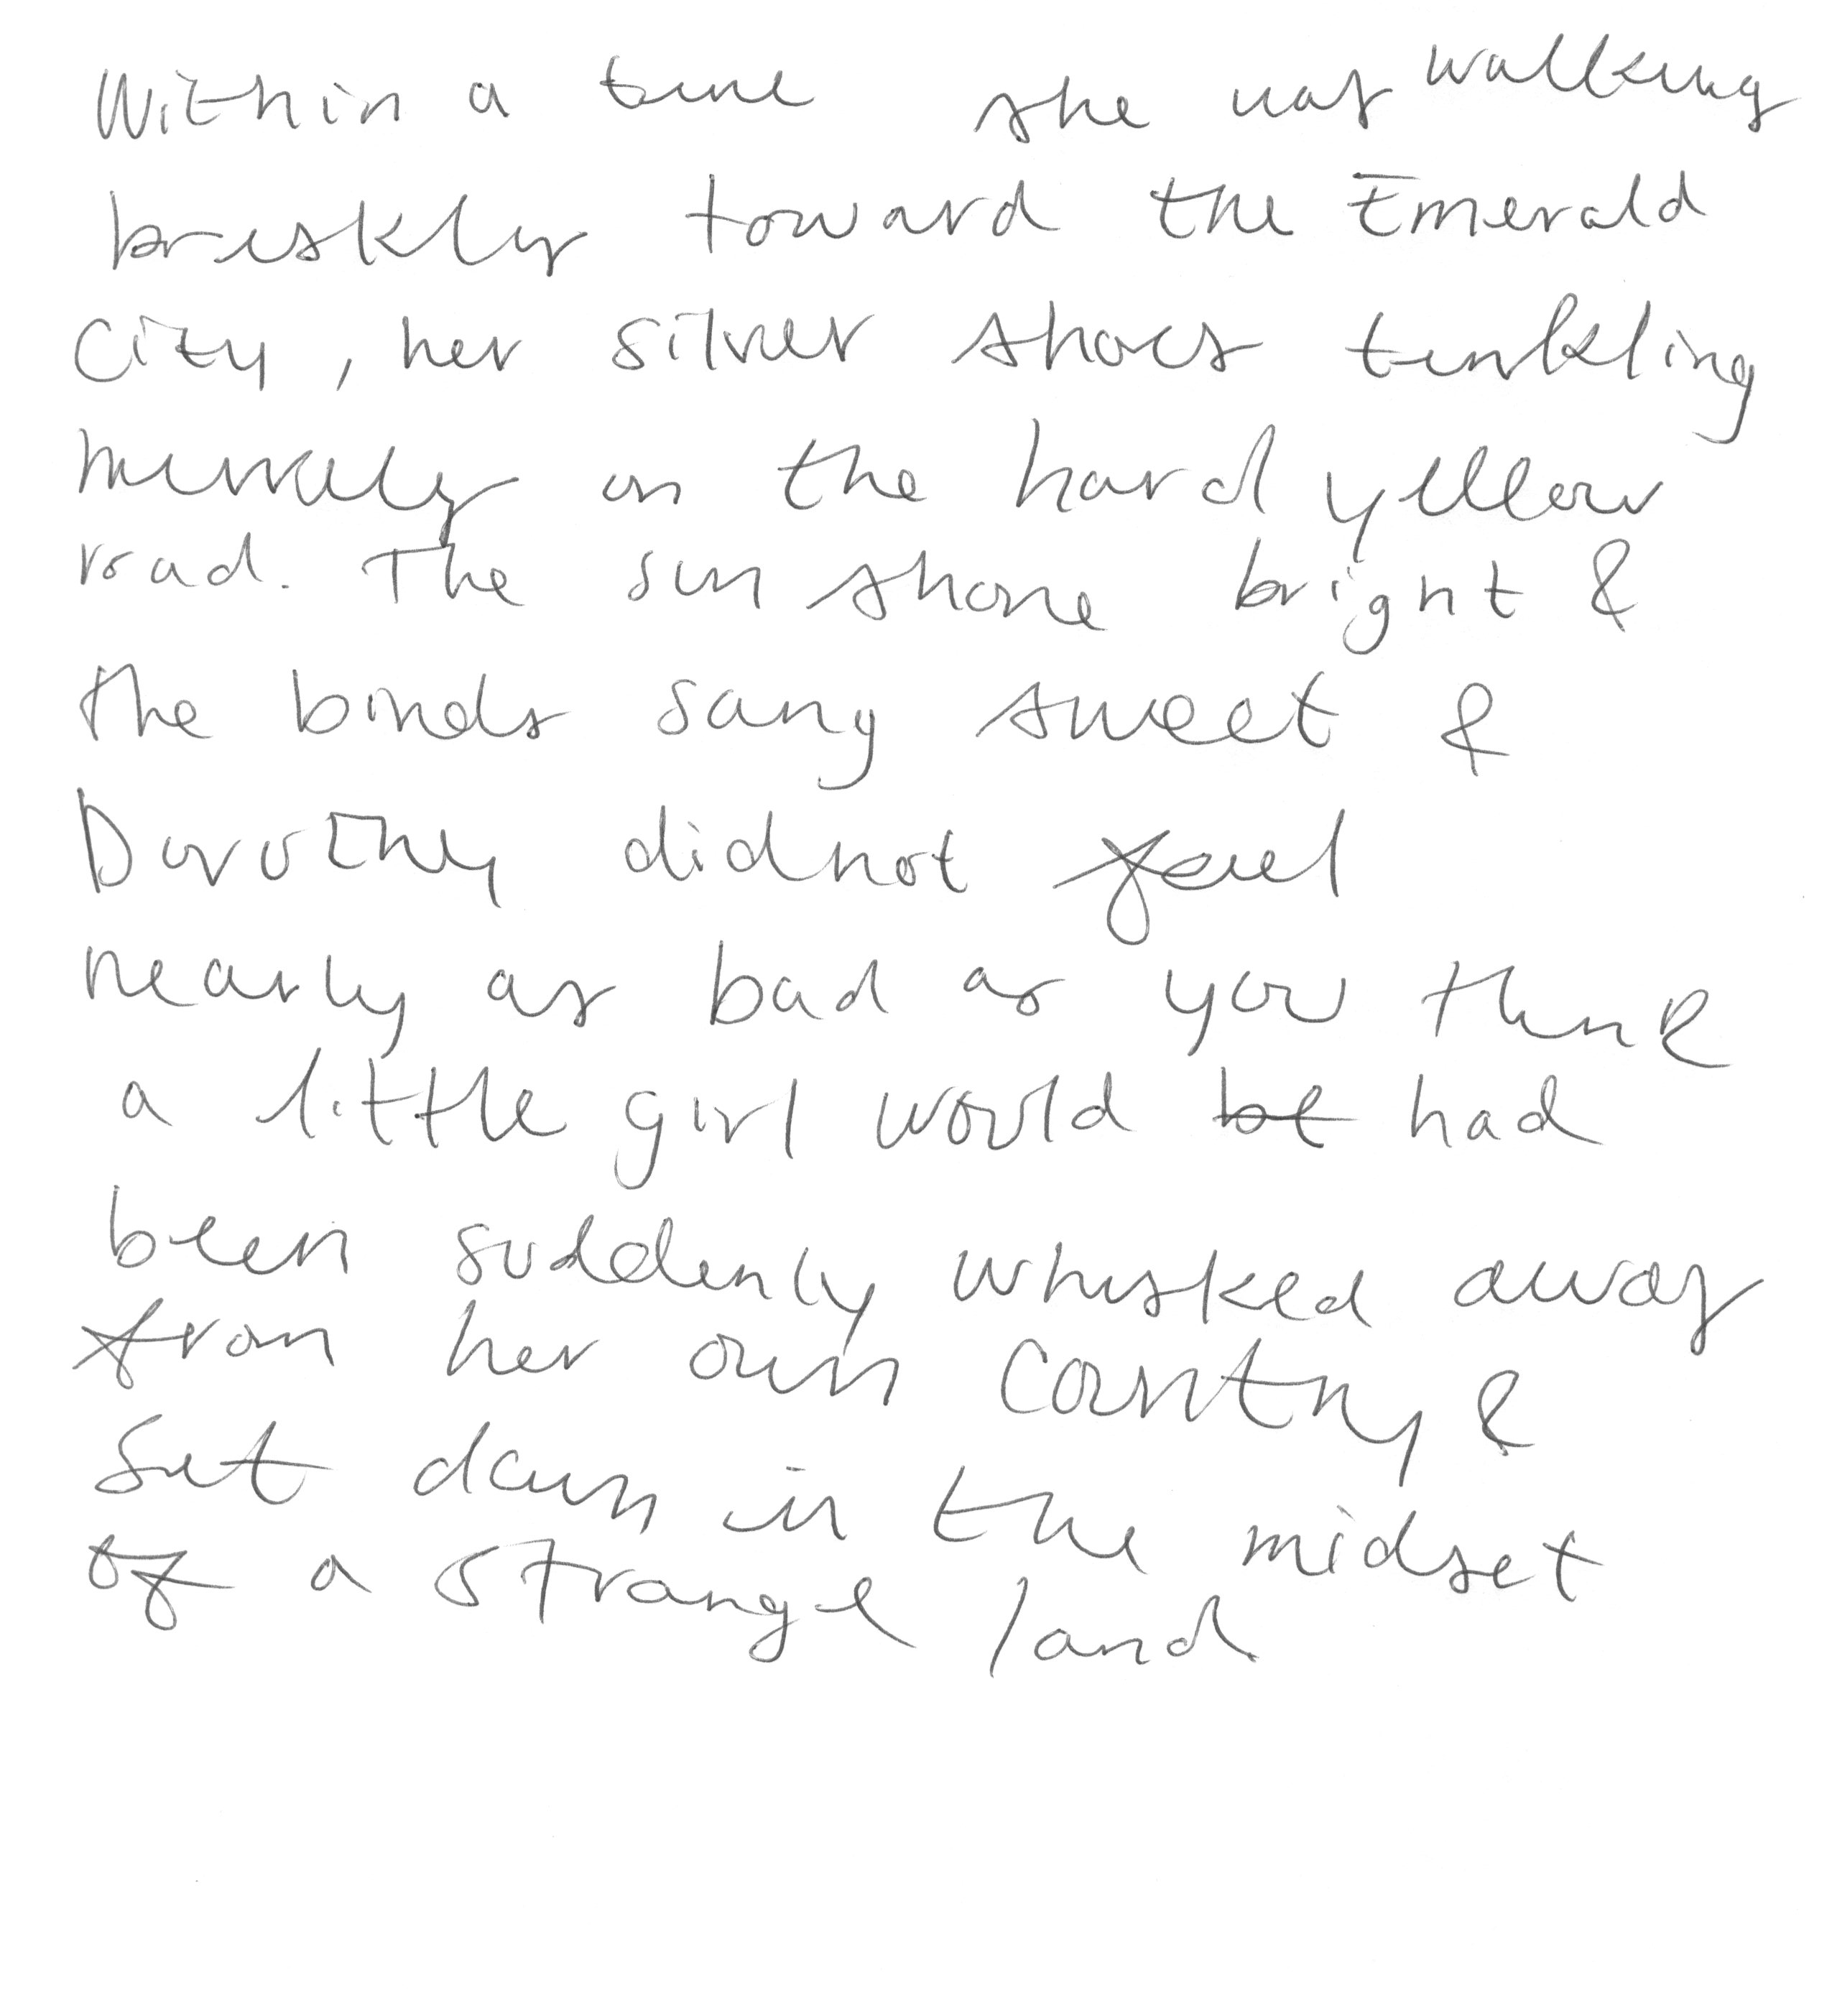 Within a time she was walking
briskly toward the Emerald
City, her silver shoes tinkling
merrily on the hard yellow
road. The sun shone bright &
the birds sang sweet &
Dorothy did not feel
nearly as bad as you think
a little girl would be had
been suddenly whisked away
from her own country &
set down in the midset
of a strange land